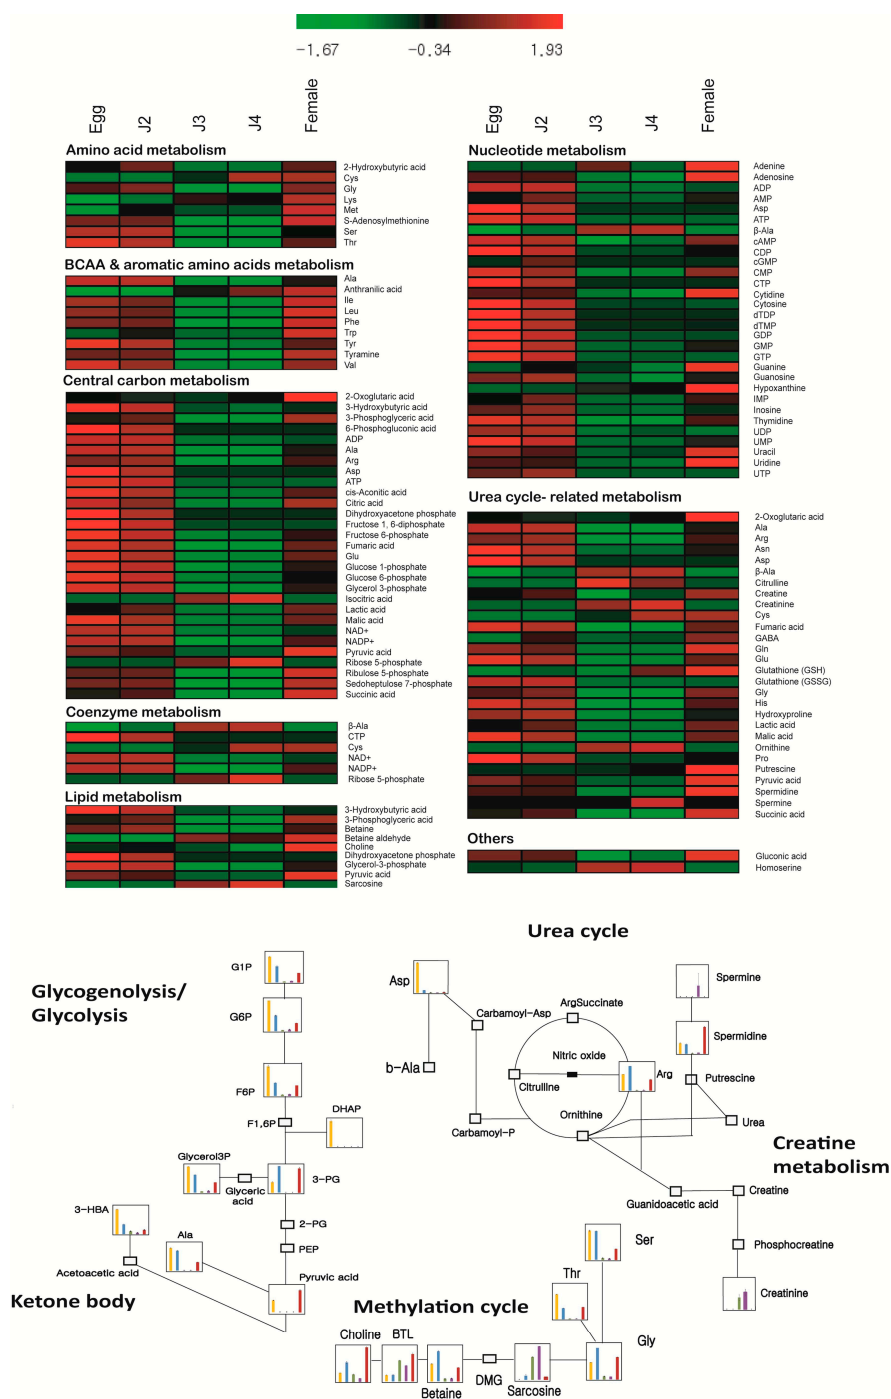 -1.67 -0.34 1.93
Egg J2 J3 J4 Female
Amino acid metabolism
2-Hydroxybutyric acid
Cys
Gly
Lys
Met
S-Adenosylmethionine
Ser
Thr
BCAA & aromatic amino acids metabolism
Ala
Anthranilic acid
Ile
Leu
Phe
Trp
Tyr
Tyramine
Val
Central carbon metabolism
2-Oxoglutaric acid
3-Hydroxybutyric acid
3-Phosphoglyceric acid
6-Phosphogluconic acid
ADP
Ala
Arg
Asp
ATP
cis-Aconitic acid
Citric acid
Dihydroxyacetone phosphate
Fructose 1, 6-diphosphate
Fructose 6-phosphate
Fumaric acid
Glu
Glucose 1-phosphate
Glucose 6-phosphate
Glycerol 3-phosphate
Isocitric acid
Lactic acid
Malic acid
NAD+
NADP+
Pyruvic acid
Ribose 5-phosphate
Ribulose 5-phosphate
Sedoheptulose 7-phosphate
Succinic acid
Coenzyme metabolism
β-Ala
CTP
Cys
NAD+
NADP+
Ribose 5-phosphate
Lipid metabolism
3-Hydroxybutyric acid
3-Phosphoglyceric acid
Betaine
Betaine aldehyde
Choline
Dihydroxyacetone phosphate
Glycerol-3-phosphate
Pyruvic acid
Sarcosine
Egg J2 J3 J4 Female
Nucleotide metabolism
Adenine
Adenosine
ADP
AMP
Asp
ATP
β-Ala
cAMP
CDP
cGMP
CMP
CTP
Cytidine
Cytosine
dTDP
dTMP
GDP
GMP
GTP
Guanine
Guanosine
Hypoxanthine
IMP
Inosine
Thymidine
UDP
UMP
Uracil
Uridine
UTP
Urea cycle- related metabolism
2-Oxoglutaric acid
Ala
Arg
Asn
Asp
β-Ala
Citrulline
Creatine
Creatinine
Cys
Fumaric acid
GABA
Gln
Glu
Glutathione (GSH)
Glutathione (GSSG)
Gly
His
Hydroxyproline
Lactic acid
Malic acid
Ornithine
Pro
Putrescine
Pyruvic acid
Spermidine
Spermine
Succinic acid
Others
Gluconic acid
Homoserine
Glycogenolysis/
Glycolysis
G1P
G6P
F6P
F1,6P
DHAP
Glycerol3P
Glyceric
acid
3-PG
2-PG
PEP
3-HBA
Ala
Acetoacetic acid
Pyruvic acid
Ketone body
Urea cycle
Asp
Carbamoyl-Asp
b-Ala
Carbamoyl-P
ArgSuccinate
Nitric oxide
Citrulline
Arg
Ornithine
Spermine
Spermidine
Putrescine
Urea
Creatine
metabolism
Guanidoacetic acid
Creatine
Phosphocreatine
Creatinine
Methylation cycle
Ser
Thr
Gly
Choline
BTL
Betaine
DMG
Sarcosine